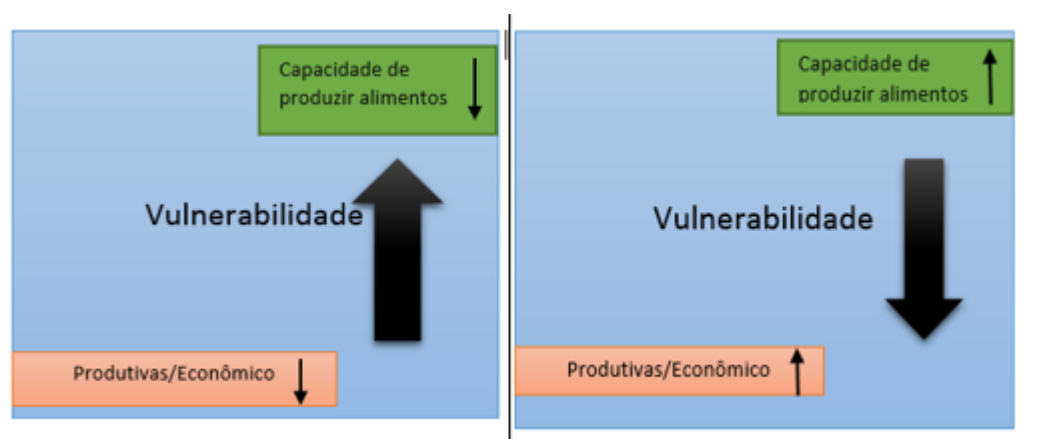 Capacidade de
produzir alimentos
Vulnerabilidade
Produtivas/Econômico
Capacidade de
produzir alimentos
Vulnerabilidade
Produtivas/Econômico